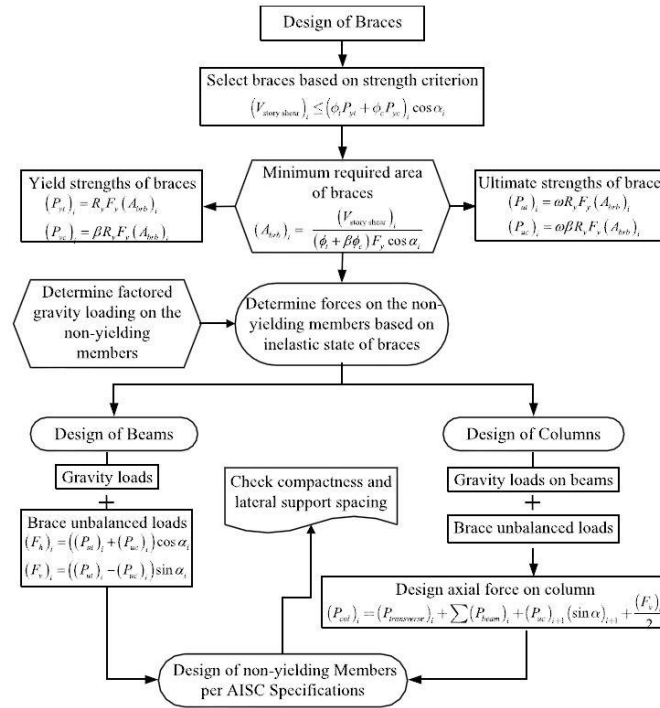 Design of Braces
Select braces based on strength criterion
(V_story shear)_i ≤ (ϕ_t P_yt + ϕ_c P_yc)_i cos α_i
Yield strengths of braces
(P_yt)_i = R_y F_y (A_brb)_i
(P_yc)_i = βR_y F_y (A_brb)_i
Minimum required area
of braces
(A_brb)_i = (V_story shear)_i / (ϕ_t + βϕ_c) F_y cos α_i
Ultimate strengths of brace
(P_ut)_i = ωR_y F_y (A_brb)_i
(P_uc)_i = ωβR_y F_y (A_brb)_i
Determine factored
gravity loading on the
non-yielding
members
Determine forces on the non-
yielding members based on
inelastic state of braces
Design of Beams
Gravity loads
+
Brace unbalanced loads
(F_h)_i = ((P_ut)_i + (P_uc)_i) cos α_i
(F_v)_i = ((P_ut)_i − (P_uc)_i) sin α_i
Check compactness and
lateral support spacing
Design of Columns
Gravity loads on beams
+
Brace unbalanced loads
Design axial force on column
(P_col)_i = (P_transverse)_i + ∑(P_beam)_i + (P_uc)_i+1 (sin α)_i+1 + (F_v) / 2
Design of non-yielding Members
per AISC Specifications